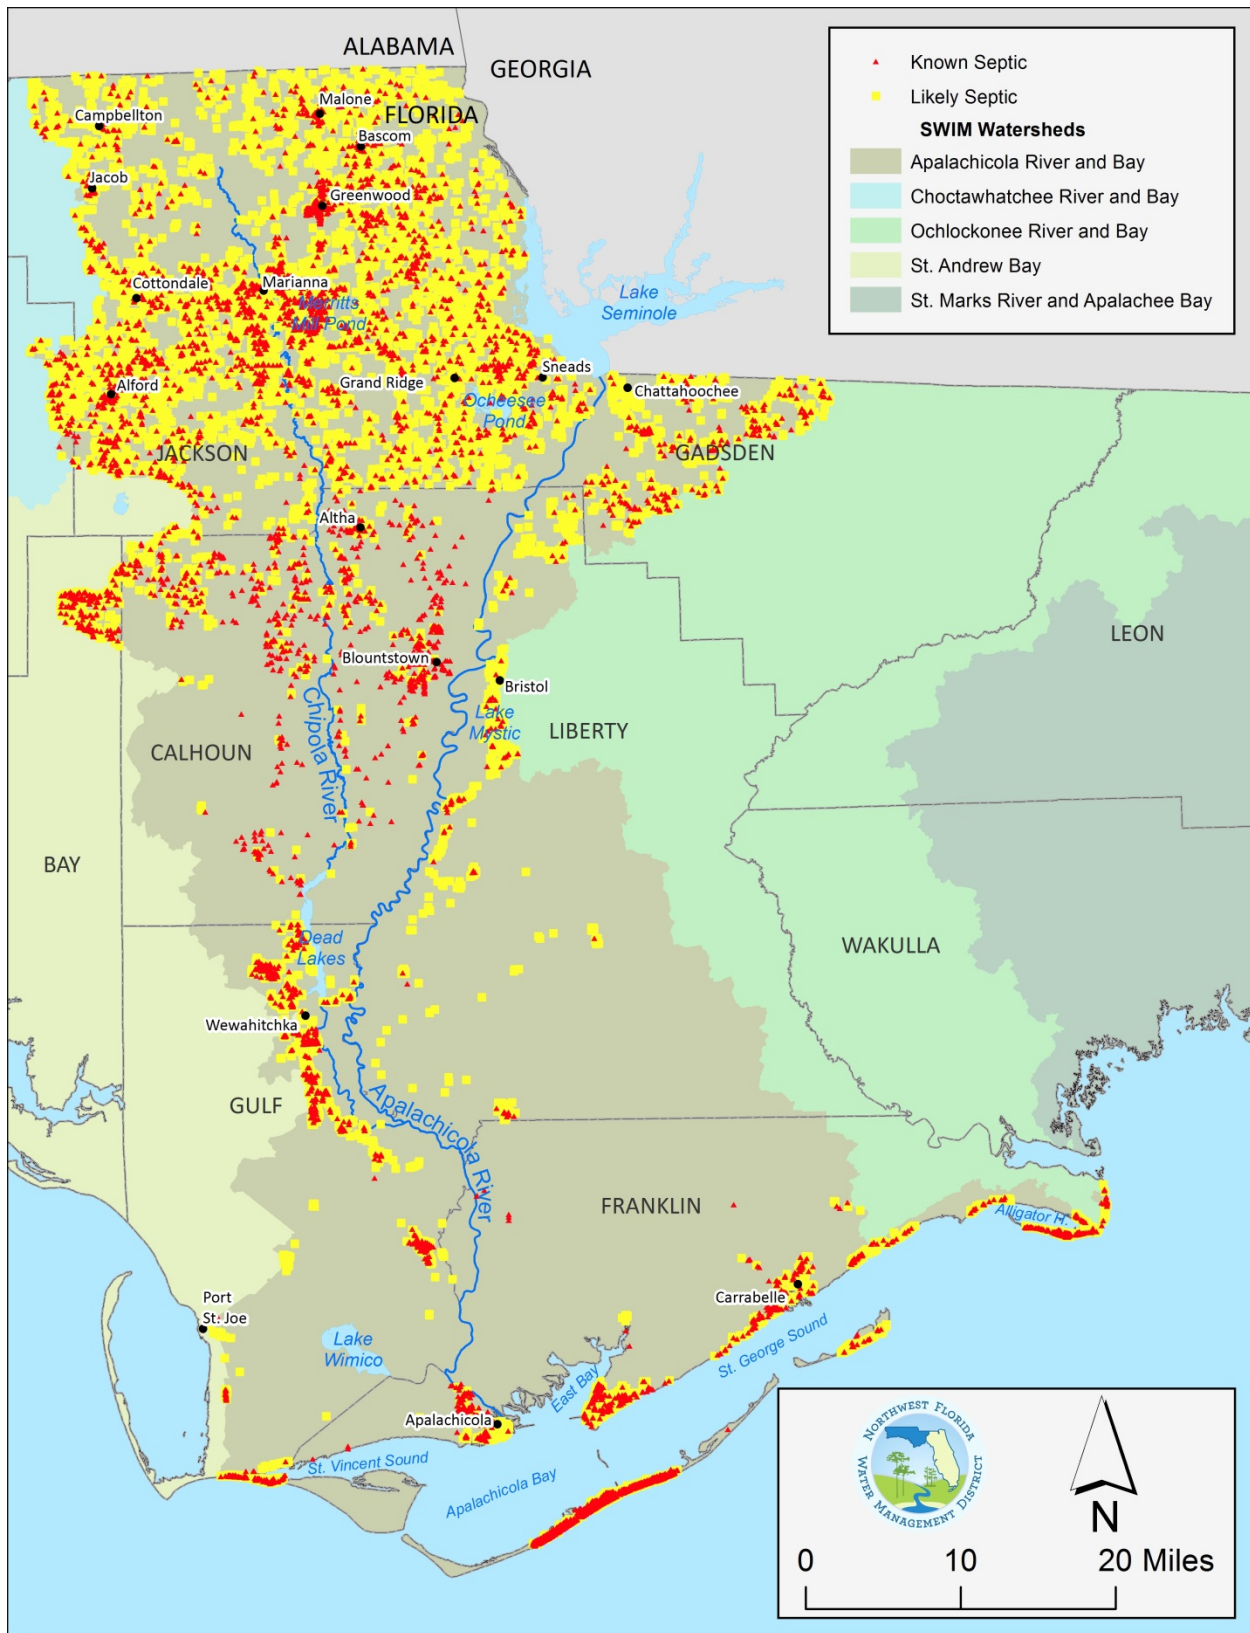 ALABAMA
GEORGIA
FLORIDA
Known Septic
Likely Septic
SWIM Watersheds
Apalachicola River and Bay
Choctawhatchee River and Bay
Ochlockonee River and Bay
St. Andrew Bay
St. Marks River and Apalachee Bay
Campbellton
Malone
Bascom
Jacob
Greenwood
Cottondale
Marianna
Merritts
Mill Pond
Lake
Seminole
Alford
Grand Ridge
Sneads
Chattahoochee
Ocheesee
Pond
JACKSON
GADSDEN
Altha
LEON
Blountstown
Bristol
Lake
Mystic
LIBERTY
CALHOUN
Chipola River
BAY
Dead
Lakes
WAKULLA
Wewahitchka
GULF
Apalachicola River
FRANKLIN
Alligator H.
Port
St. Joe
Carrabelle
Lake
Wimico
St. George Sound
East Bay
Apalachicola
St. Vincent Sound
Apalachicola Bay
NORTHWEST FLORIDA
WATER MANAGEMENT DISTRICT
N
0 10 20 Miles